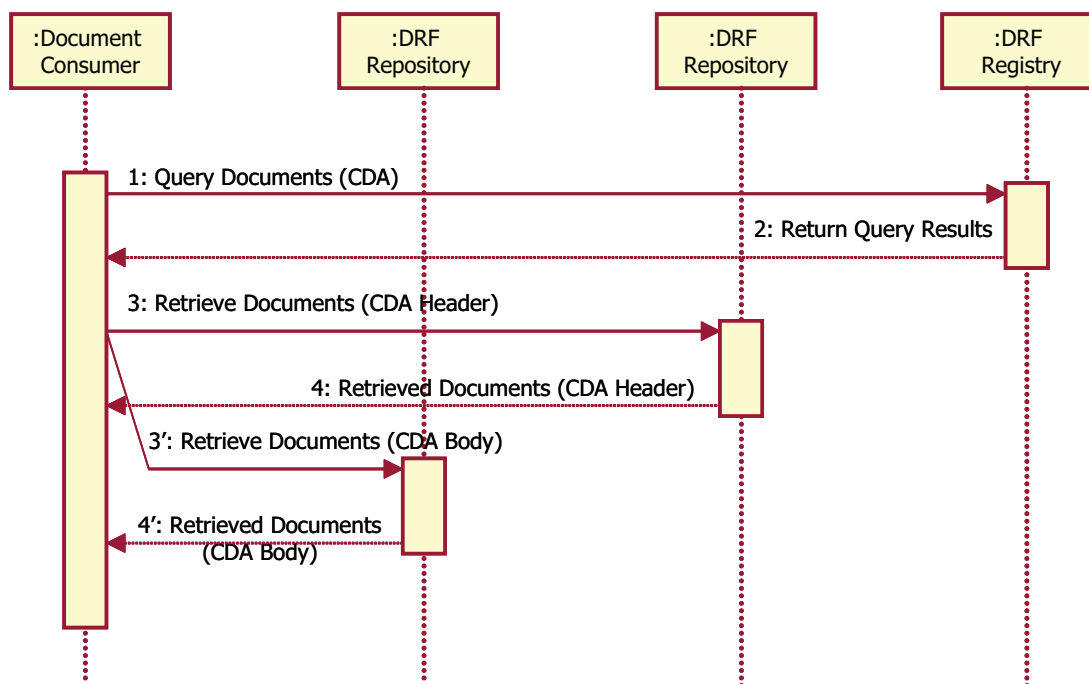 :Document
Consumer
:DRF
Repository
:DRF
Repository
:DRF
Registry
1: Query Documents (CDA)
2: Return Query Results
3: Retrieve Documents (CDA Header)
4: Retrieved Documents (CDA Header)
3′: Retrieve Documents (CDA Body)
4′: Retrieved Documents
(CDA Body)